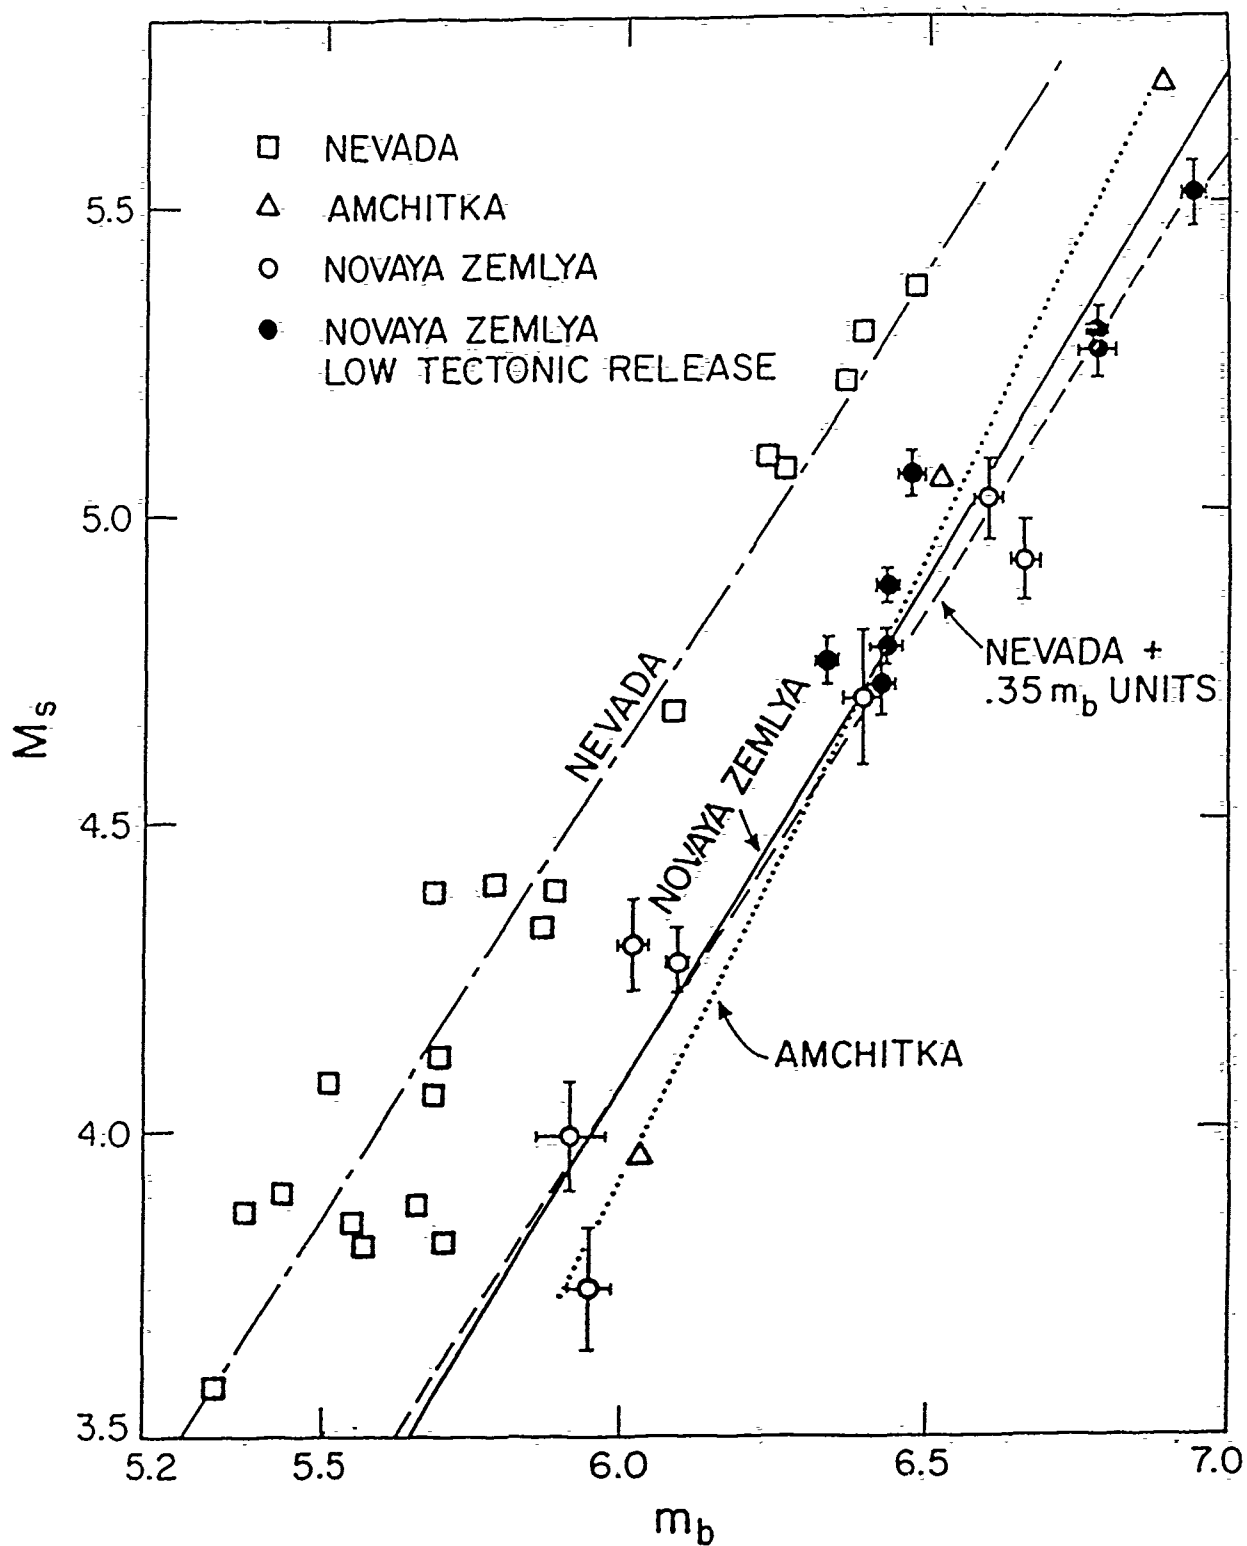 NEVADA
AMCHITKA
NOVAYA ZEMLYA
NOVAYA ZEMLYA
LOW TECTONIC RELEASE
5.5
5.0
4.5
4.0
3.5
Ms
NEVADA
NOVAYA ZEMLYA
NEVADA +
.35 mb UNITS
AMCHITKA
5.2
5.5
6.0
6.5
7.0
mb